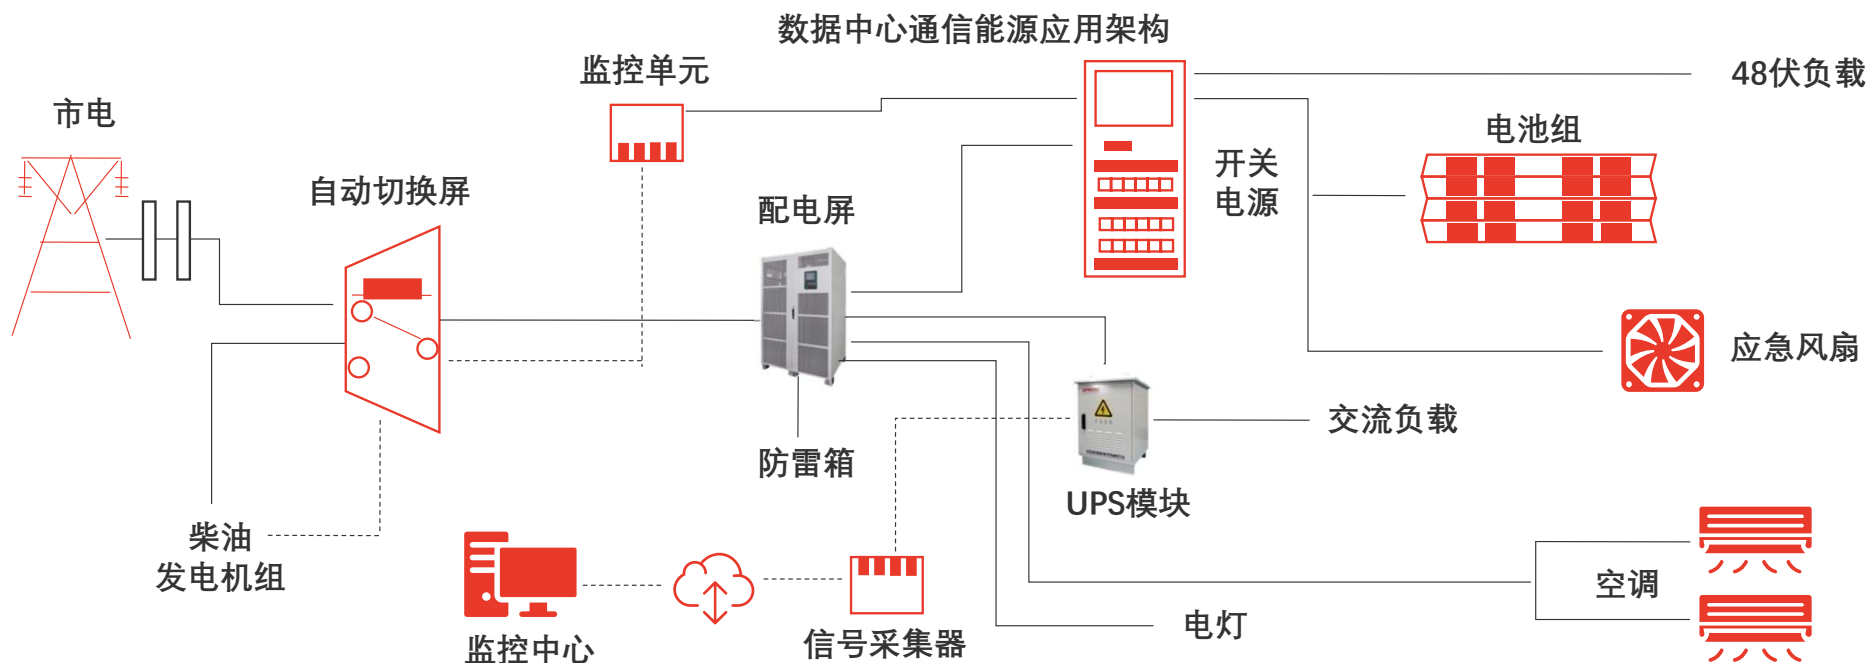 数据中心通信能源应用架构
监控单元
48伏负载
市电
电池组
自动切换屏
开关
电源
配电屏
应急风扇
交流负载
防雷箱
UPS模块
柴油
发电机组
空调
电灯
信号采集器
监控中心